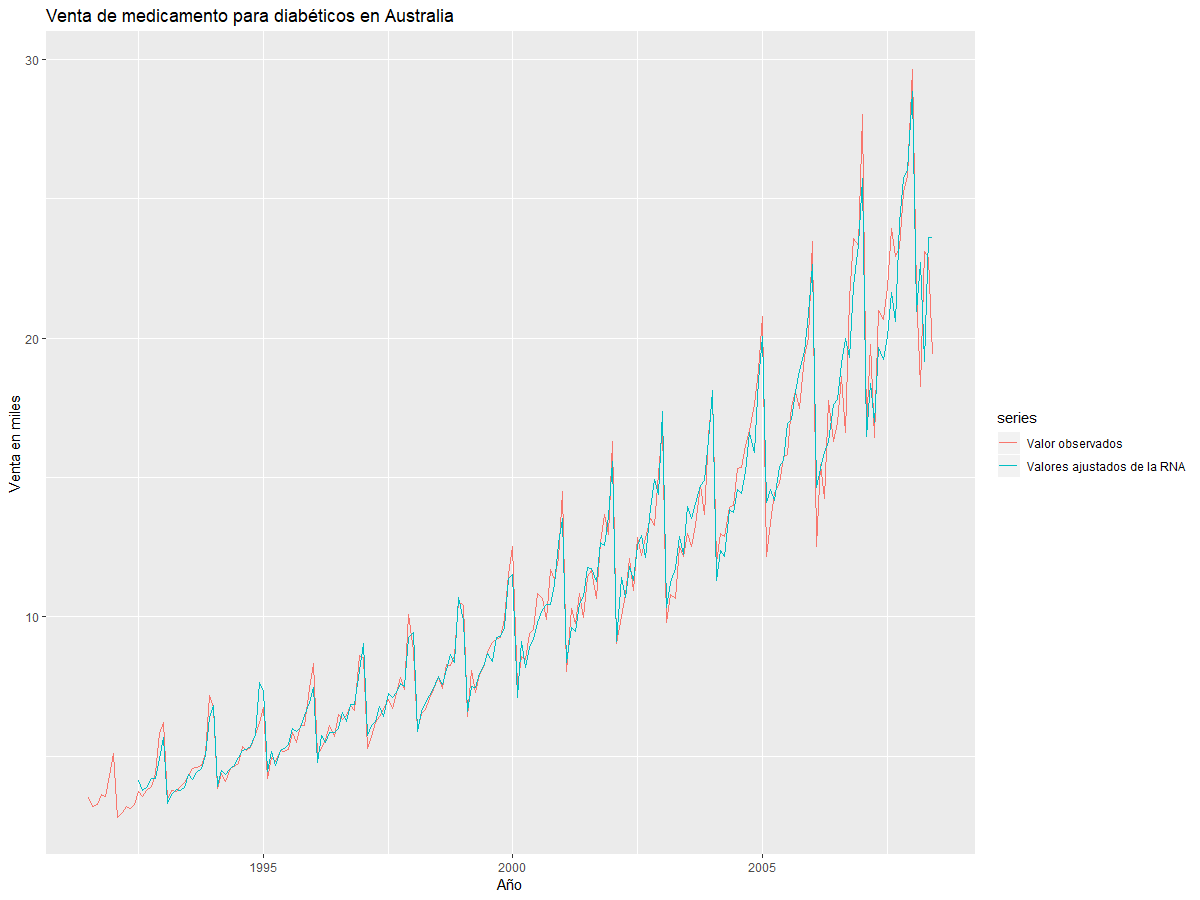 Venta de medicamento para diabéticos en Australia
30
20
10
Venta en miles
1995
2000
2005
Año
series
Valor observados
Valores ajustados de la RNA